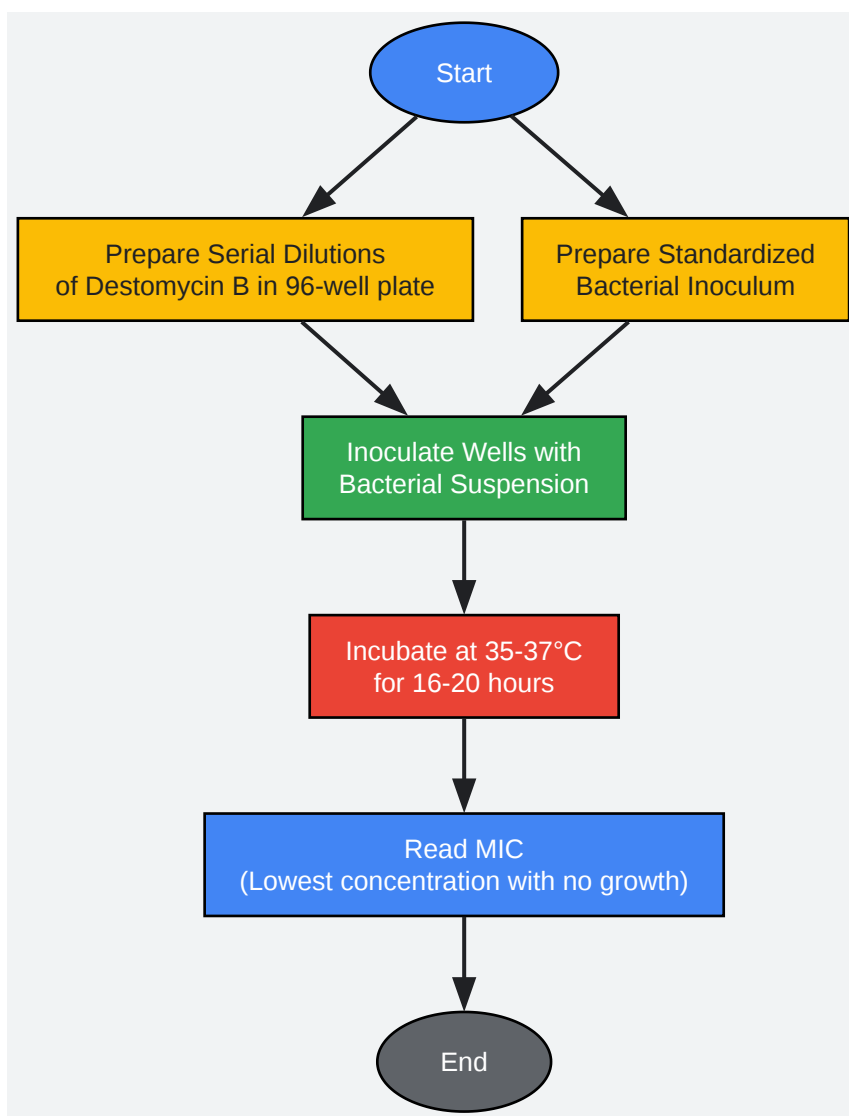 Start
Prepare Serial Dilutions
of Destomycin B in 96-well plate
Prepare Standardized
Bacterial Inoculum
Inoculate Wells with
Bacterial Suspension
Incubate at 35-37°C
for 16-20 hours
Read MIC
(Lowest concentration with no growth)
End